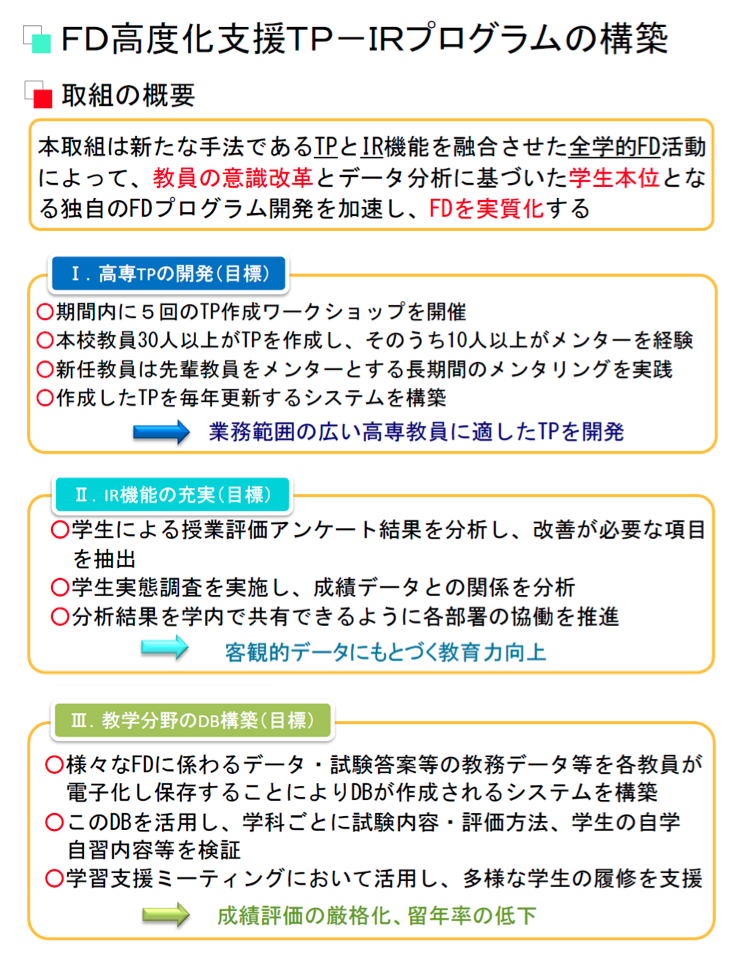 FD高度化支援TP－IRプログラムの構築
取組の概要
本取組は新たな手法であるTPとIR機能を融合させた全学的FD活動
によって、教員の意識改革とデータ分析に基づいた学生本位とな
る独自のFDプログラム開発を加速し、FDを実質化する
Ⅰ．高専TPの開発（目標）
○期間内に５回のTP作成ワークショップを開催
○本校教員30人以上がTPを作成し、そのうち10人以上がメンターを経験
○新任教員は先輩教員をメンターとする長期間のメンタリングを実践
○作成したTPを毎年更新するシステムを構築
業務範囲の広い高専教員に適したTPを開発
Ⅱ．IR機能の充実（目標）
○学生による授業評価アンケート結果を分析し、改善が必要な項目
を抽出
○学生実態調査を実施し、成績データとの関係を分析
○分析結果を学内で共有できるように各部署の協働を推進
客観的データにもとづく教育力向上
Ⅲ．教学分野のDB構築（目標）
○様々なFDに係わるデータ・試験答案等の教務データ等を各教員が
電子化し保存することによりDBが作成されるシステムを構築
○このDBを活用し、学科ごとに試験内容・評価方法、学生の自学
自習内容等を検証
○学習支援ミーティングにおいて活用し、多様な学生の履修を支援
成績評価の厳格化、留年率の低下